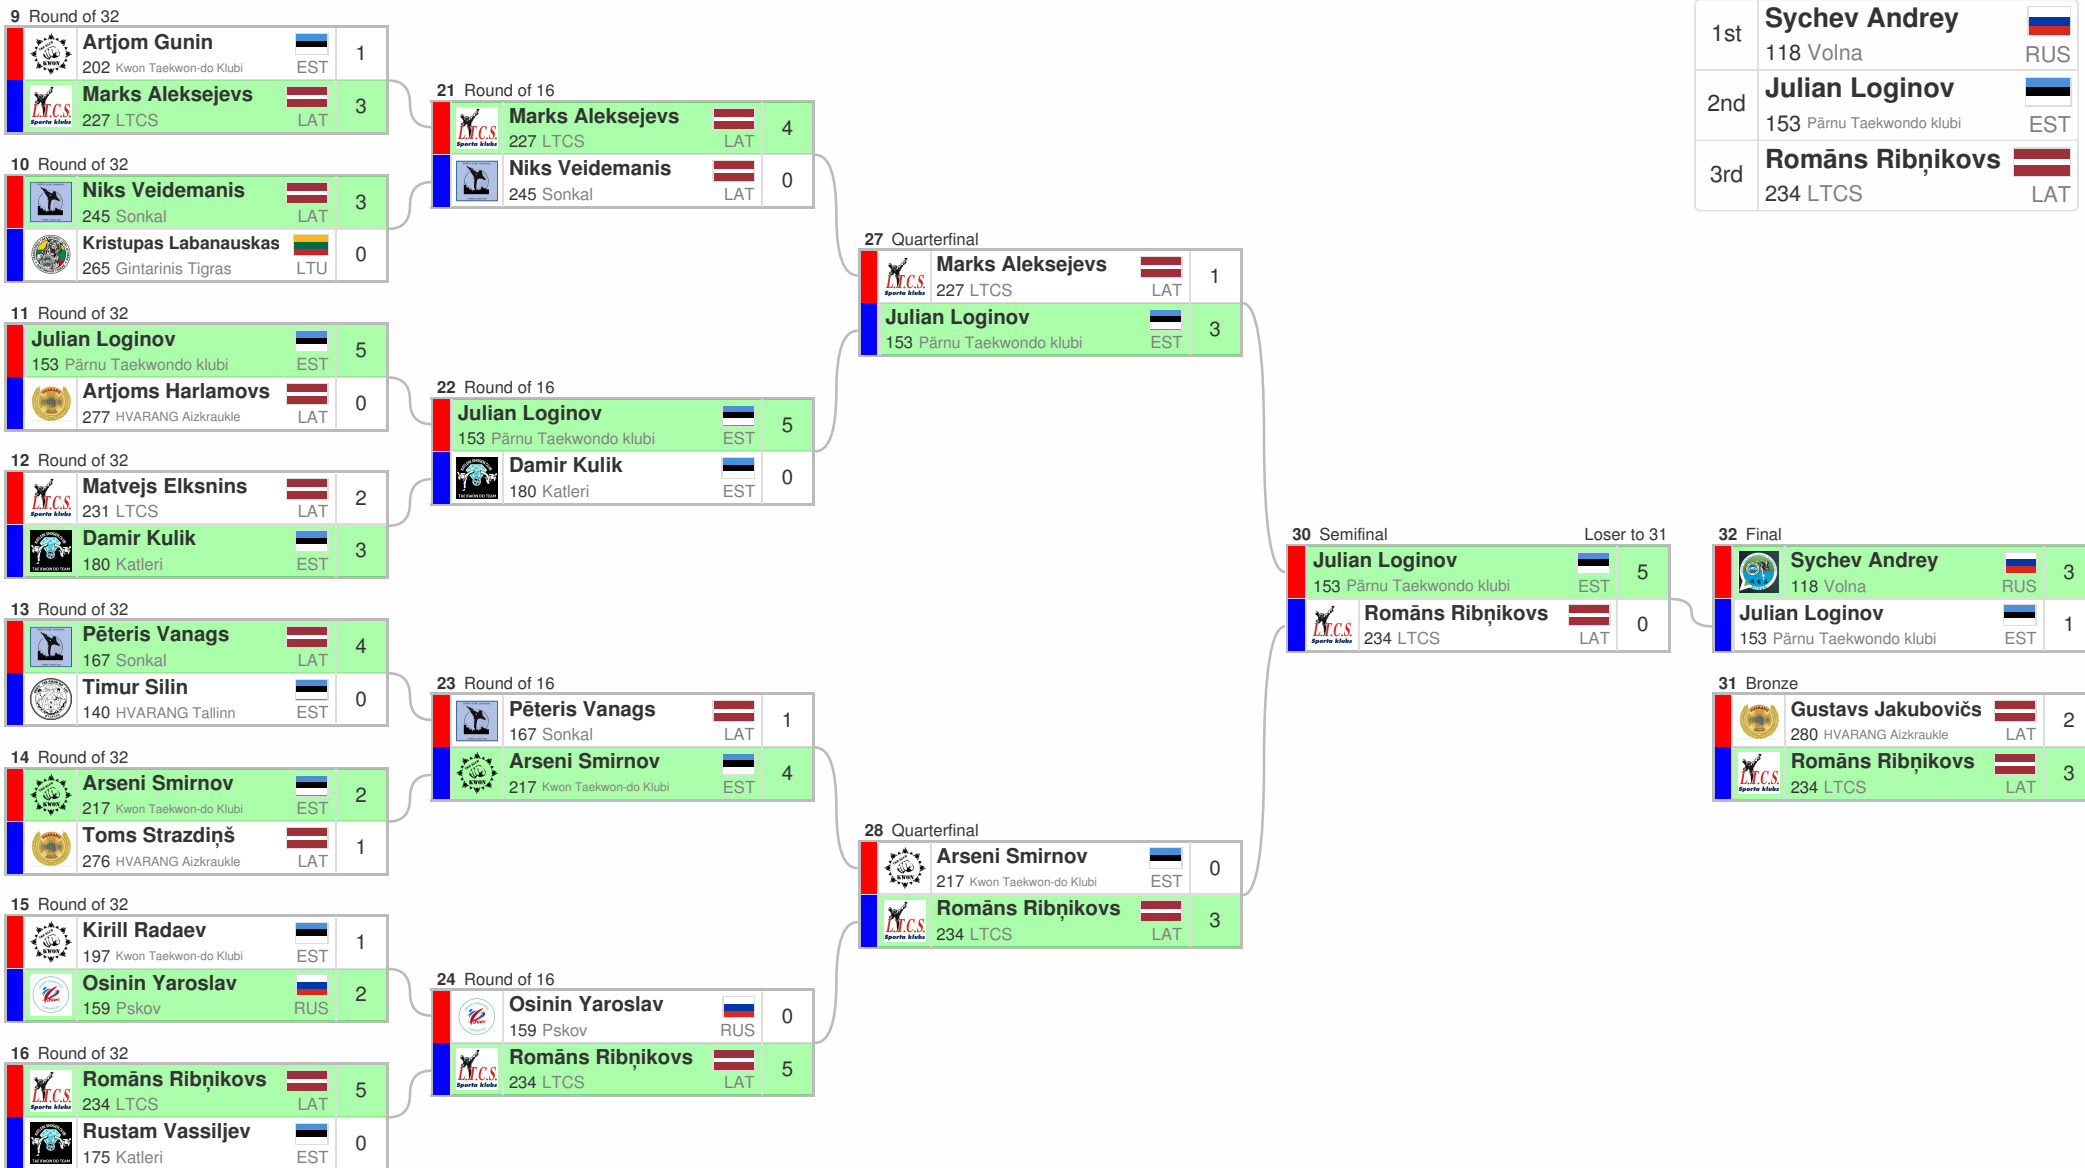 9 Round of 32
Artjom Gunin
202 Kwon Taekwon-do Klubi EST 1
Marks Aleksejevs
227 LTCS LAT 3
10 Round of 32
Niks Veidemanis
245 Sonkal LAT 3
Kristupas Labanauskas
265 Gintarinis Tigras LTU 0
11 Round of 32
Julian Loginov
153 Pärnu Taekwondo klubi EST 5
Artjoms Harlamovs
277 HVARANG Aizkraukle LAT 0
12 Round of 32
Matvejs Elksnins
231 LTCS LAT 2
Damir Kulik
180 Katleri EST 3
13 Round of 32
Pēteris Vanags
167 Sonkal LAT 4
Timur Silin
140 HVARANG Tallinn EST 0
14 Round of 32
Arseni Smirnov
217 Kwon Taekwon-do Klubi EST 2
Toms Strazdiņš
276 HVARANG Aizkraukle LAT 1
15 Round of 32
Kirill Radaev
197 Kwon Taekwon-do Klubi EST 1
Osinin Yaroslav
159 Pskov RUS 2
16 Round of 32
Romāns Ribņikovs
234 LTCS LAT 5
Rustam Vassiljev
175 Katleri EST 0
21 Round of 16
Marks Aleksejevs
227 LTCS LAT 4
Niks Veidemanis
245 Sonkal LAT 0
22 Round of 16
Julian Loginov
153 Pärnu Taekwondo klubi EST 5
Damir Kulik
180 Katleri EST 0
23 Round of 16
Pēteris Vanags
167 Sonkal LAT 1
Arseni Smirnov
217 Kwon Taekwon-do Klubi EST 4
24 Round of 16
Osinin Yaroslav
159 Pskov RUS 0
Romāns Ribņikovs
234 LTCS LAT 5
27 Quarterfinal
Marks Aleksejevs
227 LTCS LAT 1
Julian Loginov
153 Pärnu Taekwondo klubi EST 3
28 Quarterfinal
Arseni Smirnov
217 Kwon Taekwon-do Klubi EST 0
Romāns Ribņikovs
234 LTCS LAT 3
30 Semifinal Loser to 31
Julian Loginov
153 Pärnu Taekwondo klubi EST 5
Romāns Ribņikovs
234 LTCS LAT 0
32 Final
Sychev Andrey
118 Volna RUS 3
Julian Loginov
153 Pärnu Taekwondo klubi EST 1
31 Bronze
Gustavs Jakubovičs
280 HVARANG Aizkraukle LAT 2
Romāns Ribņikovs
234 LTCS LAT 3
1st Sychev Andrey
118 Volna RUS
2nd Julian Loginov
153 Pärnu Taekwondo klubi EST
3rd Romāns Ribņikovs
234 LTCS LAT